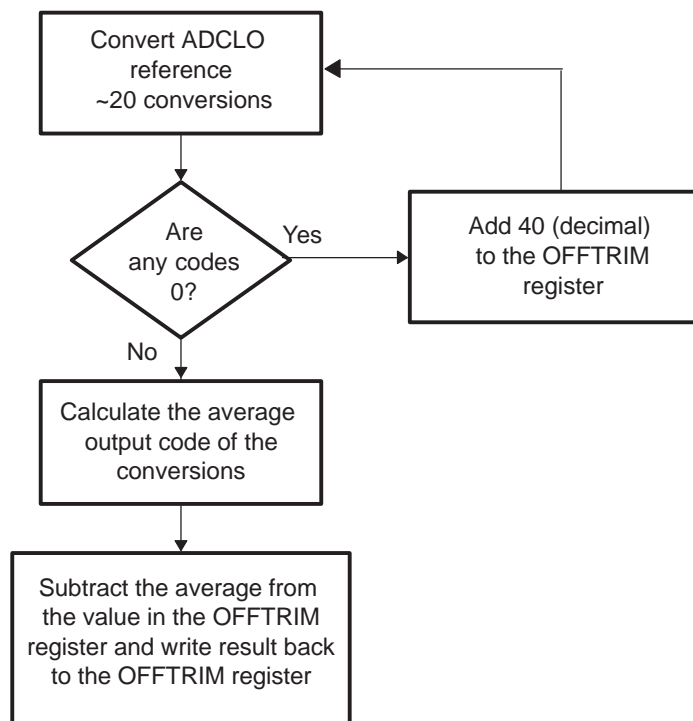 Convert ADCLO
reference
~20 conversions
Are
any codes
0?
Yes
Add 40 (decimal)
to the OFFTRIM
register
No
Calculate the average
output code of the
conversions
Subtract the average from
the value in the OFFTRIM
register and write result back
to the OFFTRIM register